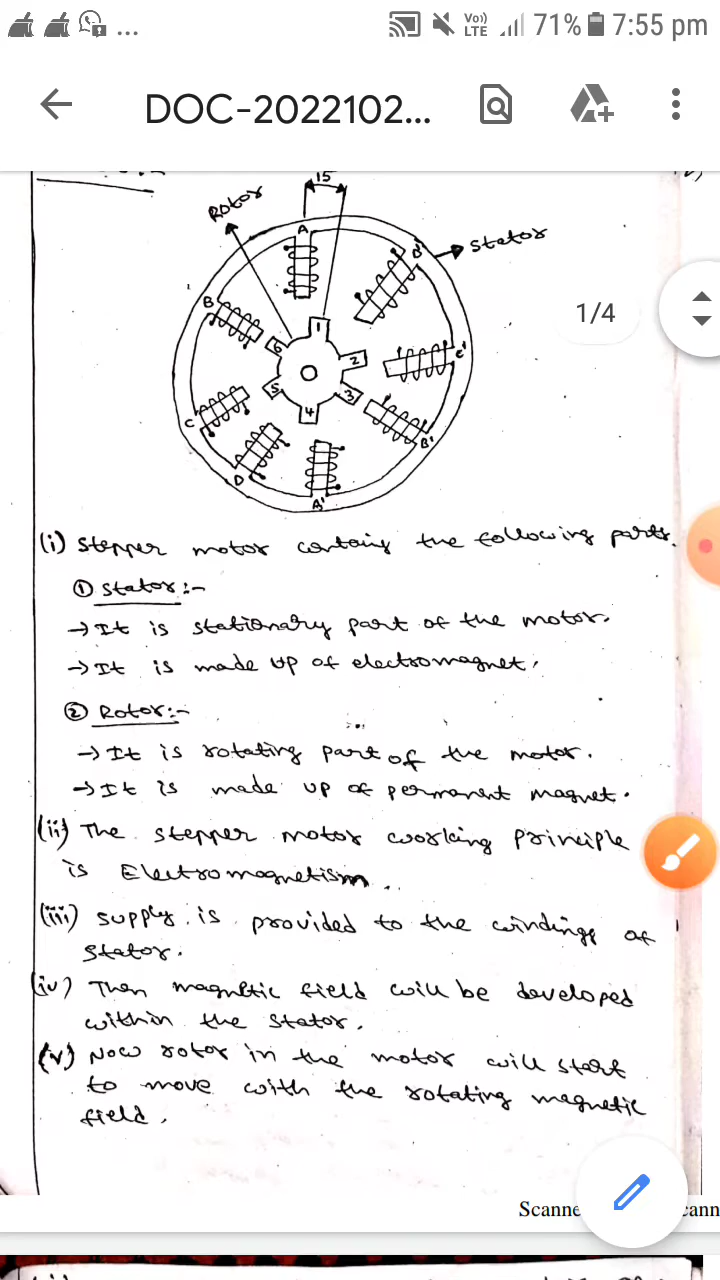 ... Vo)) LTE 71% 7:55 pm
DOC-2022102...
1/4
15
Rotor
Stator
A
D'
B
1
6
2
C'
5
3
4
C
B'
D
A'
(i) Stepper motor contains the following parts.
① Stator :-
→ It is stationary part of the motor.
→ It is made up of electromagnet.
② Rotor :-
→ It is rotating part of the motor.
→ It is made up of permanent magnet.
(ii) The stepper motor working principle
is Electromagnetism.
(iii) Supply is provided to the windings of
stator.
(iv) Then magnetic field will be developed
within the stator.
(v) Now rotor in the motor will start
to move with the rotating magnetic
field.
Scanne cann